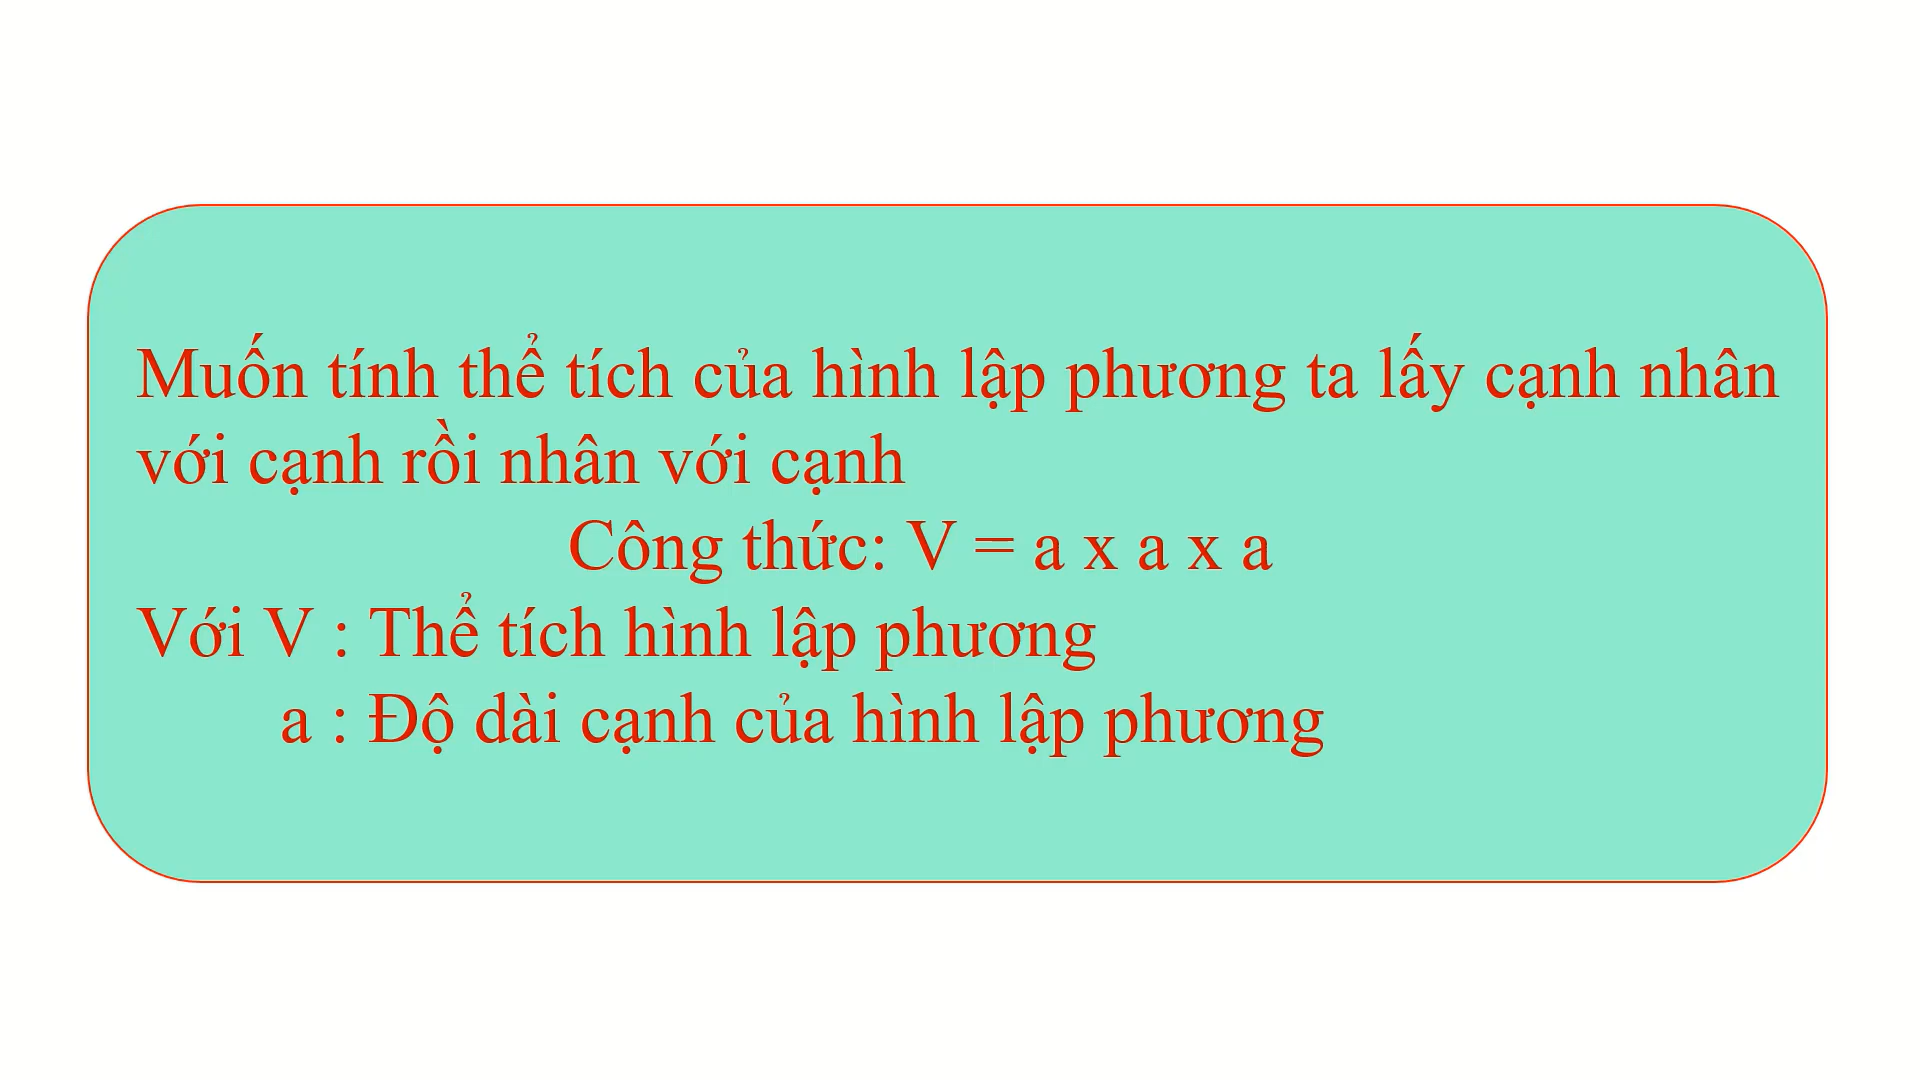 Muốn tính thể tích của hình lập phương ta lấy cạnh nhân
với cạnh rồi nhân với cạnh
Công thức: V = a x a x a
Với V : Thể tích hình lập phương
a : Độ dài cạnh của hình lập phương